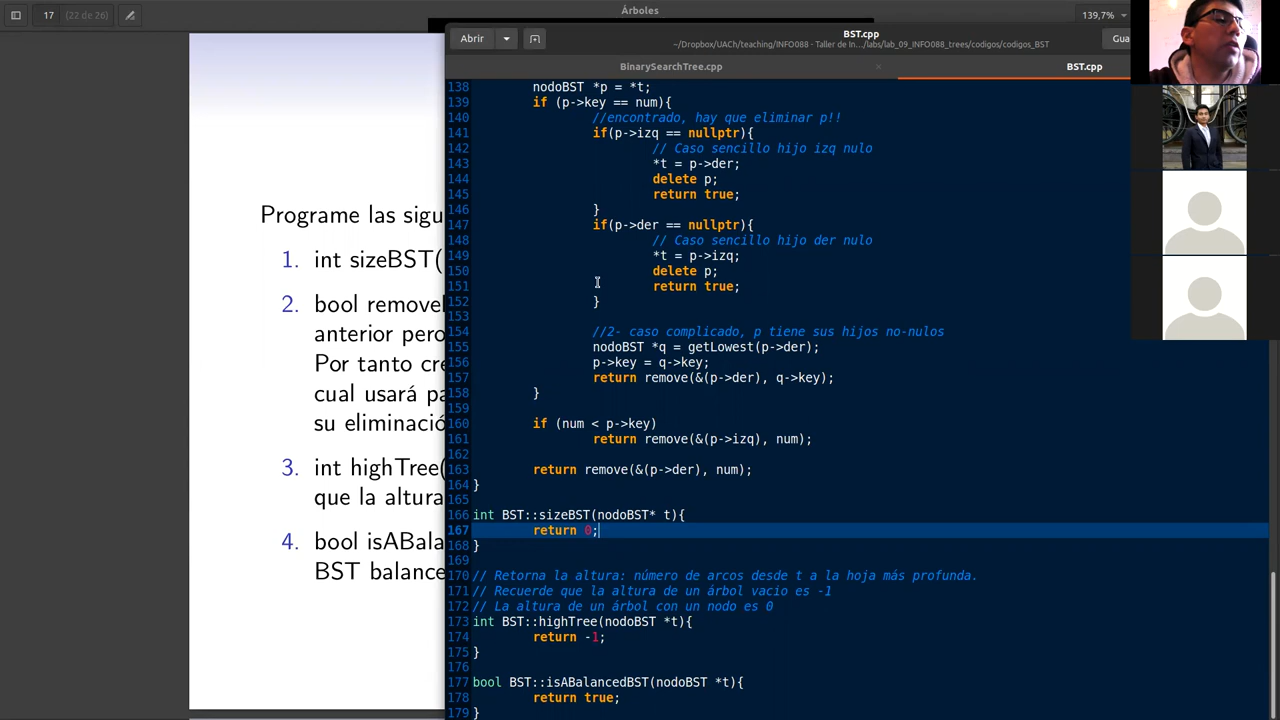 17 (22 de 26)
Árboles
139,7%
Abrir
BST.cpp
~/Dropbox/UACh/teaching/INFO088 - Taller de In.../labs/lab_09_INFO088_trees/codigos/codigos_BST
Gua
BinarySearchTree.cpp
BST.cpp
Programe las sigu
1. int sizeBST(
2. bool remove
anterior pero
Por tanto cre
cual usará pa
su eliminació
3. int highTree(
que la altura
4. bool isABala
BST balance
138 nodoBST *p = *t;
139 if (p->key == num){
140 //encontrado, hay que eliminar p!!
141 if(p->izq == nullptr){
142 // Caso sencillo hijo izq nulo
143 *t = p->der;
144 delete p;
145 return true;
146 }
147 if(p->der == nullptr){
148 // Caso sencillo hijo der nulo
149 *t = p->izq;
150 delete p;
151 return true;
152 }
153
154 //2- caso complicado, p tiene sus hijos no-nulos
155 nodoBST *q = getLowest(p->der);
156 p->key = q->key;
157 return remove(&(p->der), q->key);
158 }
159
160 if (num < p->key)
161 return remove(&(p->izq), num);
162
163 return remove(&(p->der), num);
164 }
165
166 int BST::sizeBST(nodoBST* t){
167 return 0;
168 }
169
170 // Retorna la altura: número de arcos desde t a la hoja más profunda.
171 // Recuerde que la altura de un árbol vacio es -1
172 // La altura de un árbol con un nodo es 0
173 int BST::highTree(nodoBST *t){
174 return -1;
175 }
176
177 bool BST::isABalancedBST(nodoBST *t){
178 return true;
179 }